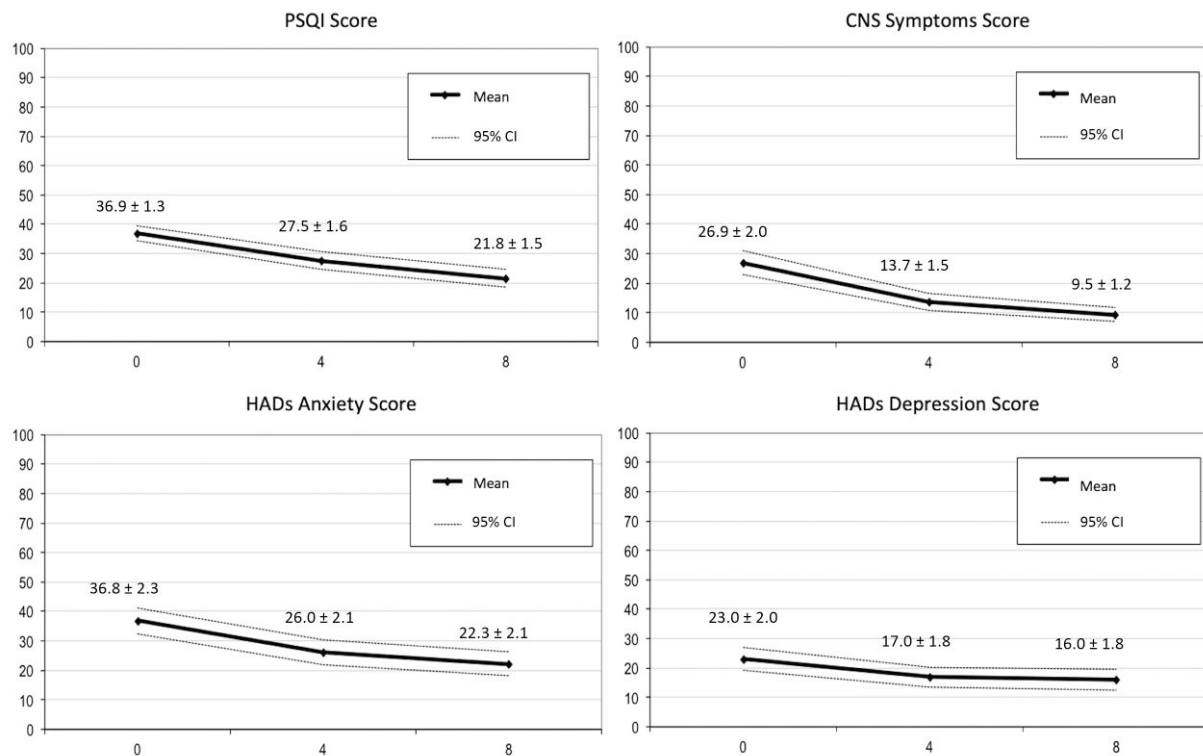 PSQI Score
100
90
80
70
60
50
40
30
20
10
0
Mean
95% CI
36.9 ± 1.3
27.5 ± 1.6
21.8 ± 1.5
0
4
8
CNS Symptoms Score
100
90
80
70
60
50
40
30
20
10
0
Mean
95% CI
26.9 ± 2.0
13.7 ± 1.5
9.5 ± 1.2
0
4
8
HADs Anxiety Score
100
90
80
70
60
50
40
30
20
10
0
Mean
95% CI
36.8 ± 2.3
26.0 ± 2.1
22.3 ± 2.1
0
4
8
HADs Depression Score
100
90
80
70
60
50
40
30
20
10
0
Mean
95% CI
23.0 ± 2.0
17.0 ± 1.8
16.0 ± 1.8
0
4
8